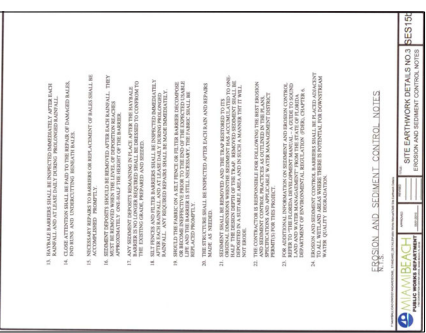 13. HAYBALE BARRIERS SHALL BE INSPECTED IMMEDIATELY AFTER EACH
RAINFALL AND AT LEAST DAILY DURING PROLONGED RAINFALL.
14. CLOSE ATTENTION SHALL BE PAID TO THE REPAIR OF DAMAGED BALES,
END RUNS AND UNDERCUTTING BENEATH BALES.
15. NECESSARY REPAIRS TO BARRIERS OR REPLACEMENT OF BALES SHALL BE
ACCOMPLISHED PROMPTLY.
16. SEDIMENT DEPOSITS SHOULD BE REMOVED AFTER EACH RAINFALL. THEY
MUST BE REMOVED WHEN THE LEVEL OF DEPOSITION REACHES
APPROXIMATELY ONE-HALF THE HEIGHT OF THE BARRIER.
17. ANY SEDIMENT DEPOSITS REMAINING IN PLACE AFTER THE HAYBALE
BARRIER IS NO LONGER REQUIRED SHALL BE DRESSED TO CONFORM TO
THE EXISTING GRADE, PREPARED AND SEEDED.
18. SILT FENCES AND FILTER BARRIERS SHALL BE INSPECTED IMMEDIATELY
AFTER EACH RAINFALL AND AT LEAST DAILY DURING PROLONGED
RAINFALL. ANY REQUIRED REPAIRS SHALL BE MADE IMMEDIATELY.
19. SHOULD THE FABRIC ON A SILT FENCE OR FILTER BARRIER DECOMPOSE
OR BECOME INEFFECTIVE PRIOR TO THE END OF THE EXPECTED USABLE
LIFE AND THE BARRIER STILL NECESSARY, THE FABRIC SHALL BE
REPLACED PROMPTLY.
20. THE STRUCTURE SHALL BE INSPECTED AFTER EACH RAIN AND REPAIRS
MADE AS NEEDED.
21. SEDIMENT SHALL BE REMOVED AND THE TRAP RESTORED TO ITS
ORIGINAL DIMENSIONS WHEN THE SEDIMENT HAS ACCUMULATED TO ONE-
HALF THE DESIGN DEPTH OF THE TRAP. REMOVED SEDIMENT SHALL BE
DEPOSITED IN A SUITABLE AREA AND IN SUCH A MANNER THAT IT WILL
NOT ERODE.
22. THE CONTRACTOR IS RESPONSIBLE FOR FOLLOWING THE BEST EROSION
AND SEDIMENT CONTROL PRACTICES AS OUTLINED IN THE PLANS,
SPECIFICATIONS AND APPLICABLE WATER MANAGEMENT DISTRICT
PERMITS FOR THIS PROJECT.
23. FOR ADDITIONAL INFORMATION ON SEDIMENT AND EROSION CONTROL
REFER TO "THE FLORIDA DEVELOPMENT MANUAL - A GUIDE TO SOUND
LAND AND WATER MANAGEMENT" FROM THE STATE OF FLORIDA
DEPARTMENT OF ENVIRONMENTAL REGULATION (FDER), CHAPTER 6.
24. EROSION AND SEDIMENT CONTROL BARRIERS SHALL BE PLACED ADJACENT
TO ALL WETLAND AREAS WHERE THERE IS POTENTIAL FOR DOWNSTREAM
WATER QUALITY DEGRADATION.
EROSION AND SEDIMENT CONTROL NOTES
N.T.S.
MIAMIBEACH
PUBLIC WORKS DEPARTMENT
SITE EARTHWORK DETAILS NO.3
EROSION AND SEDIMENT CONTROL NOTES
SES15b